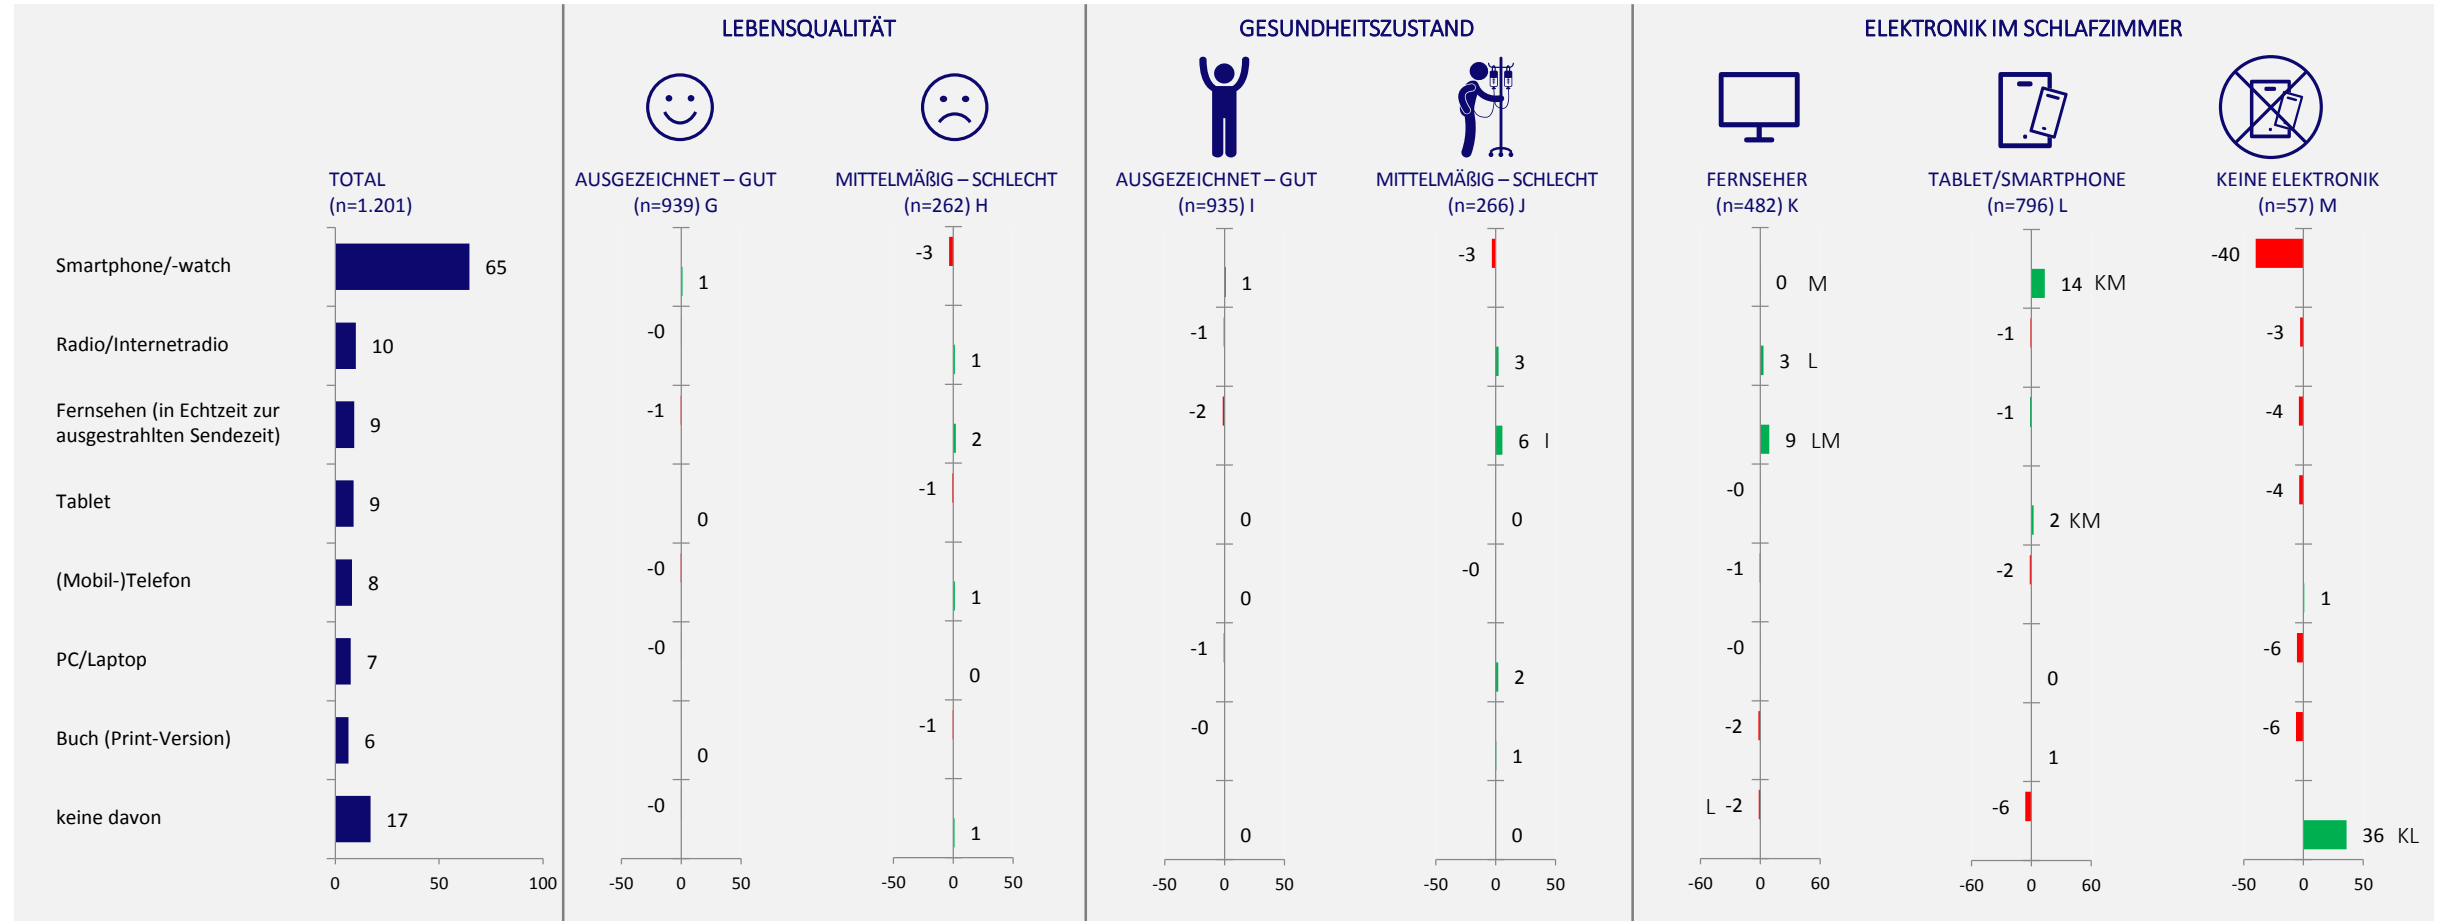 LEBENSQUALITÄT
GESUNDHEITSZUSTAND
ELEKTRONIK IM SCHLAFZIMMER
TOTAL
(n=1.201)
AUSGEZEICHNET – GUT
(n=939) G
MITTELMÄßIG – SCHLECHT
(n=262) H
AUSGEZEICHNET – GUT
(n=935) I
MITTELMÄßIG – SCHLECHT
(n=266) J
FERNSEHER
(n=482) K
TABLET/SMARTPHONE
(n=796) L
KEINE ELEKTRONIK
(n=57) M
Smartphone/-watch 65 1 -3 1 -3 0 M 14 KM -40
Radio/Internetradio 10 -0 1 -1 3 3 L -1 -3
Fernsehen (in Echtzeit zur
ausgestrahlten Sendezeit) 9 -1 2 -2 6 I 9 LM -1 -4
Tablet 9 0 -1 0 0 -0 2 KM -4
(Mobil-)Telefon 8 -0 1 0 -0 -1 -2 1
PC/Laptop 7 -0 0 -1 2 -0 0 -6
Buch (Print-Version) 6 0 -1 -0 1 -2 1 -6
keine davon 17 -0 1 0 0 L -2 -6 36 KL
0 50 100 -50 0 50 -50 0 50 -50 0 50 -50 0 50 -60 0 60 -60 0 60 -50 0 50